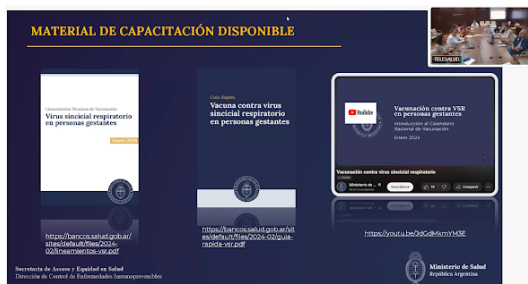 MATERIAL DE CAPACITACIÓN DISPONIBLE
TELESALUD
Lineamientos Técnicos de Vacunación
Virus sincicial respiratorio
en personas gestantes
Enero 2024
https://bancos.salud.gob.ar/
sites/default/files/2024-
02/lineamientos-vsr.pdf
Guía Rápida
Vacuna contra virus
sincicial respiratorio
en personas gestantes
https://bancos.salud.gob.ar/sit
es/default/files/2024-02/guia-
rapida-vsr.pdf
YouTube
Vacunación contra VSR
en personas gestantes
Introducción al Calendario
Nacional de Vacunación
Enero 2024
Vacunación contra virus sincicial respiratorio
Ministerio de ...
Suscribirse
Compartir
https://youtu.be/JdGdMkmYM3E
Secretaría de Acceso y Equidad en Salud
Dirección de Control de Enfermedades Inmunoprevenibles
Ministerio de Salud
República Argentina